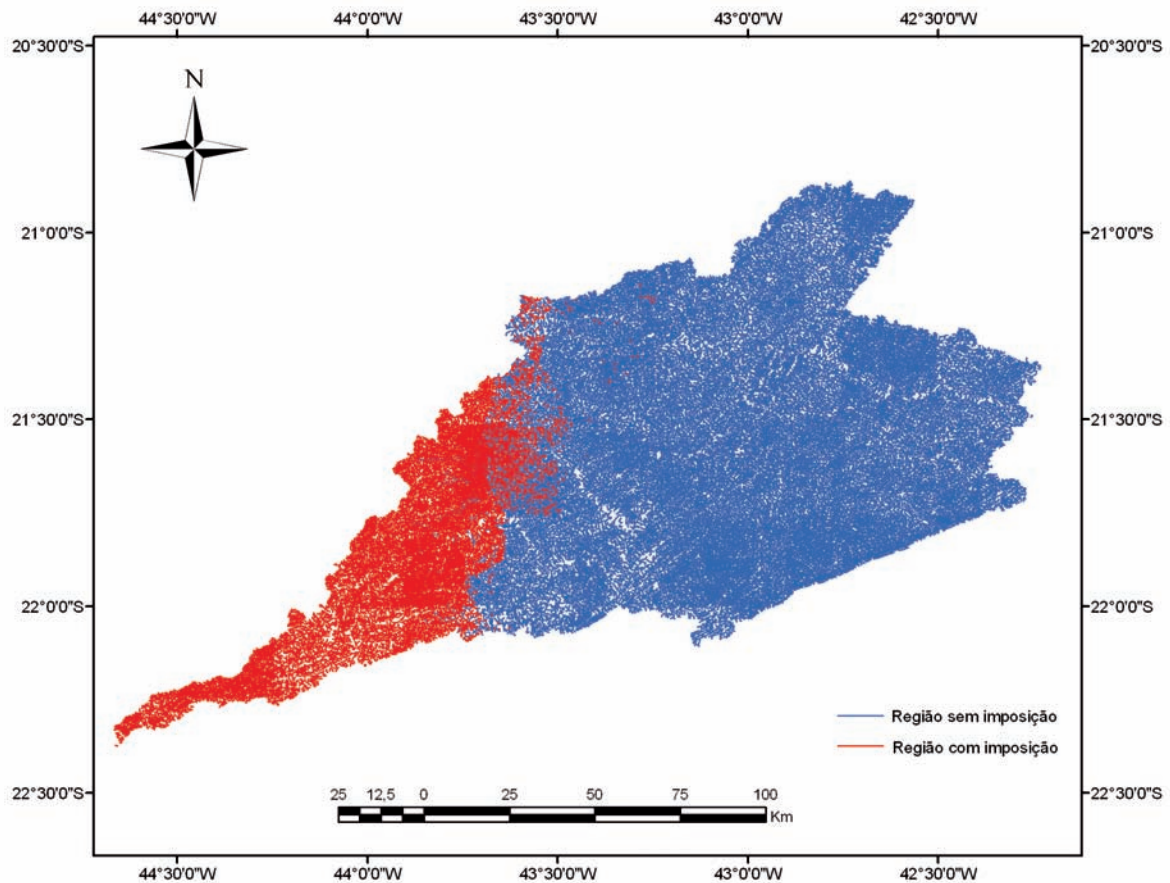 44°30'0"W 44°0'0"W 43°30'0"W 43°0'0"W 42°30'0"W
20°30'0"S 20°30'0"S
N
21°0'0"S 21°0'0"S
21°30'0"S 21°30'0"S
22°0'0"S 22°0'0"S
Região sem imposição
Região com imposição
22°30'0"S 22°30'0"S
25 12,5 0 25 50 75 100
Km
44°30'0"W 44°0'0"W 43°30'0"W 43°0'0"W 42°30'0"W